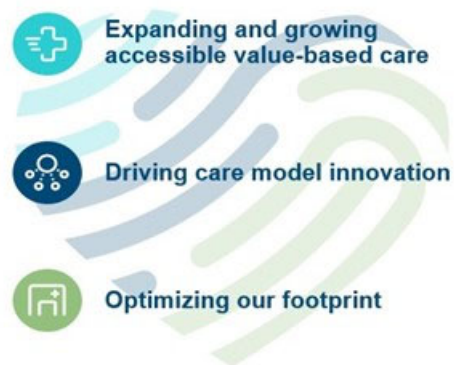 Expanding and growing
accessible value-based care
Driving care model innovation
Optimizing our footprint